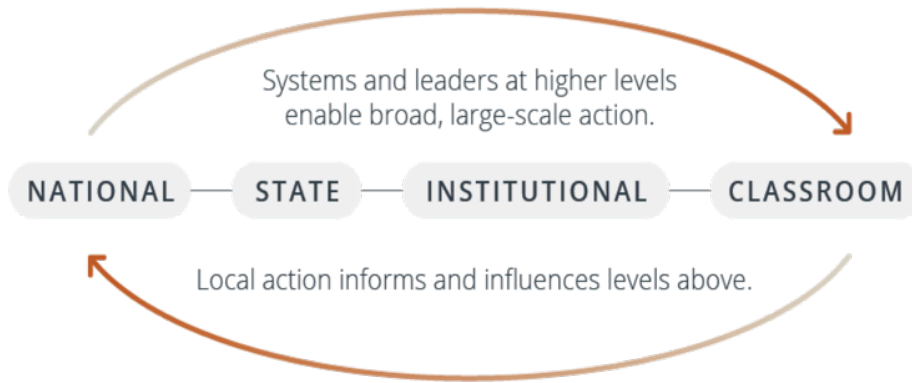 Systems and leaders at higher levels
enable broad, large-scale action.
NATIONAL STATE INSTITUTIONAL CLASSROOM
Local action informs and influences levels above.